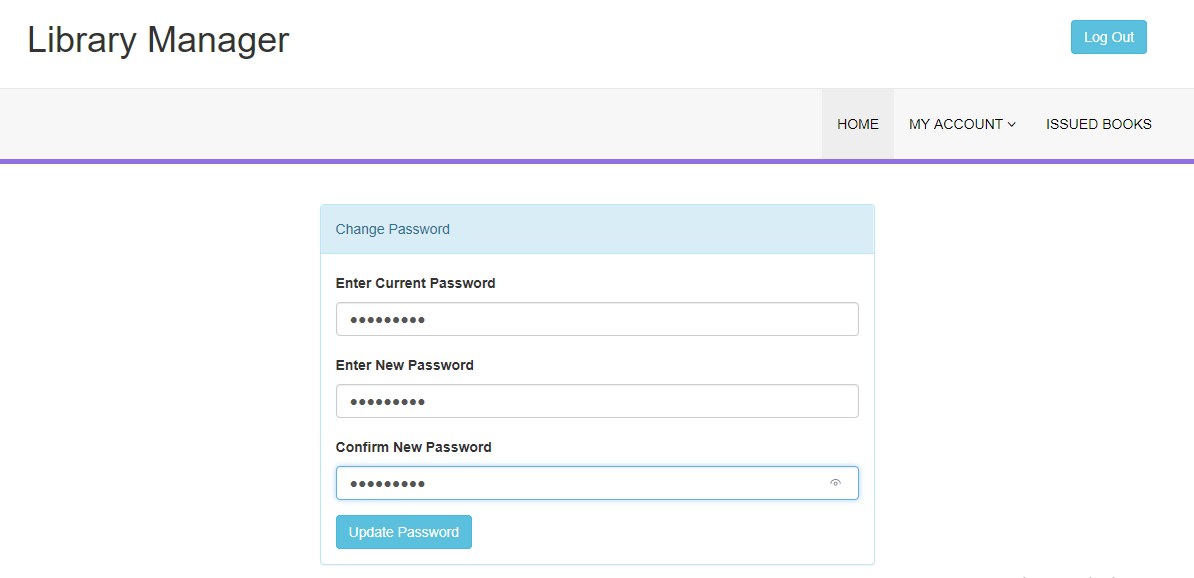 Library Manager
Log Out
HOME
MY ACCOUNT
ISSUED BOOKS
Change Password
Enter Current Password
•••••••••
Enter New Password
•••••••••
Confirm New Password
•••••••••
Update Password